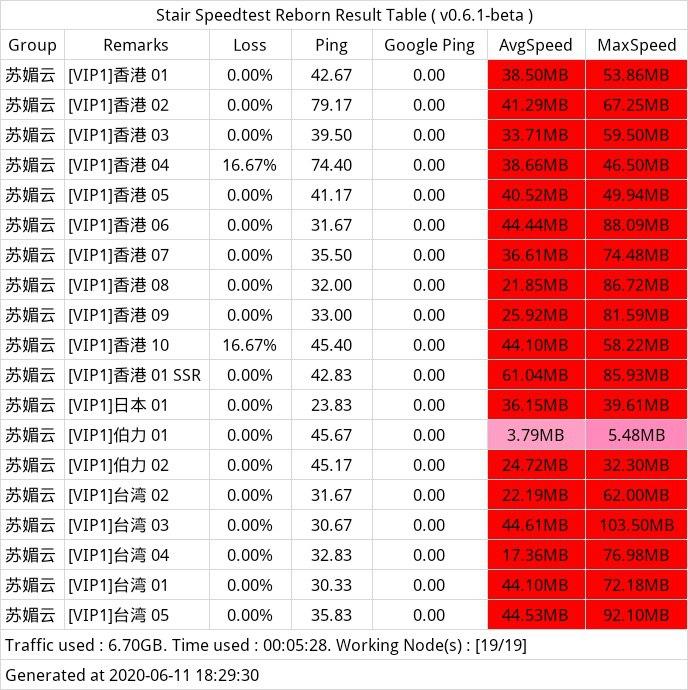 Stair Speedtest Reborn Result Table ( v0.6.1-beta )
Group Remarks Loss Ping Google Ping AvgSpeed MaxSpeed
苏媚云 [VIP1]香港 01 0.00% 42.67 0.00 38.50MB 53.86MB
苏媚云 [VIP1]香港 02 0.00% 79.17 0.00 41.29MB 67.25MB
苏媚云 [VIP1]香港 03 0.00% 39.50 0.00 33.71MB 59.50MB
苏媚云 [VIP1]香港 04 16.67% 74.40 0.00 38.66MB 46.50MB
苏媚云 [VIP1]香港 05 0.00% 41.17 0.00 40.52MB 49.94MB
苏媚云 [VIP1]香港 06 0.00% 31.67 0.00 44.44MB 88.09MB
苏媚云 [VIP1]香港 07 0.00% 35.50 0.00 36.61MB 74.48MB
苏媚云 [VIP1]香港 08 0.00% 32.00 0.00 21.85MB 86.72MB
苏媚云 [VIP1]香港 09 0.00% 33.00 0.00 25.92MB 81.59MB
苏媚云 [VIP1]香港 10 16.67% 45.40 0.00 44.10MB 58.22MB
苏媚云 [VIP1]香港 01 SSR 0.00% 42.83 0.00 61.04MB 85.93MB
苏媚云 [VIP1]日本 01 0.00% 23.83 0.00 36.15MB 39.61MB
苏媚云 [VIP1]伯力 01 0.00% 45.67 0.00 3.79MB 5.48MB
苏媚云 [VIP1]伯力 02 0.00% 45.17 0.00 24.72MB 32.30MB
苏媚云 [VIP1]台湾 02 0.00% 31.67 0.00 22.19MB 62.00MB
苏媚云 [VIP1]台湾 03 0.00% 30.67 0.00 44.61MB 103.50MB
苏媚云 [VIP1]台湾 04 0.00% 32.83 0.00 17.36MB 76.98MB
苏媚云 [VIP1]台湾 01 0.00% 30.33 0.00 44.10MB 72.18MB
苏媚云 [VIP1]台湾 05 0.00% 35.83 0.00 44.53MB 92.10MB
Traffic used : 6.70GB. Time used : 00:05:28. Working Node(s) : [19/19]
Generated at 2020-06-11 18:29:30